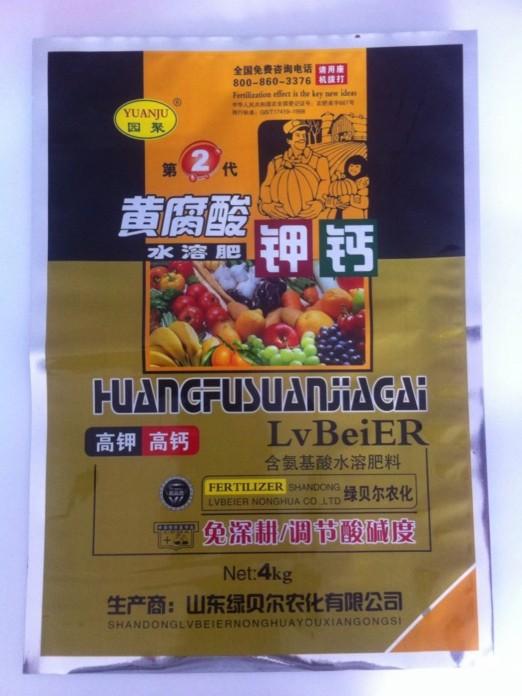 全国免费咨询电话 请用座机拔打
800-860-3376
Fertilization effect is the key new ideas
YUANJU ®
园聚
第2代
黄腐酸
水溶肥
钾钙
HUANGFUSUANJIAGAI
高钾 高钙
LvBeiER
含氨基酸水溶肥料
FERTILIZER SHANDONG
LVBEIER NONGHUA CO.,LTD
绿贝尔农化
免深耕/调节酸碱度
Net:4kg
生产商：山东绿贝尔农化有限公司
SHANDONGLVBEIERNONGHUAYOUXIANGONGSI